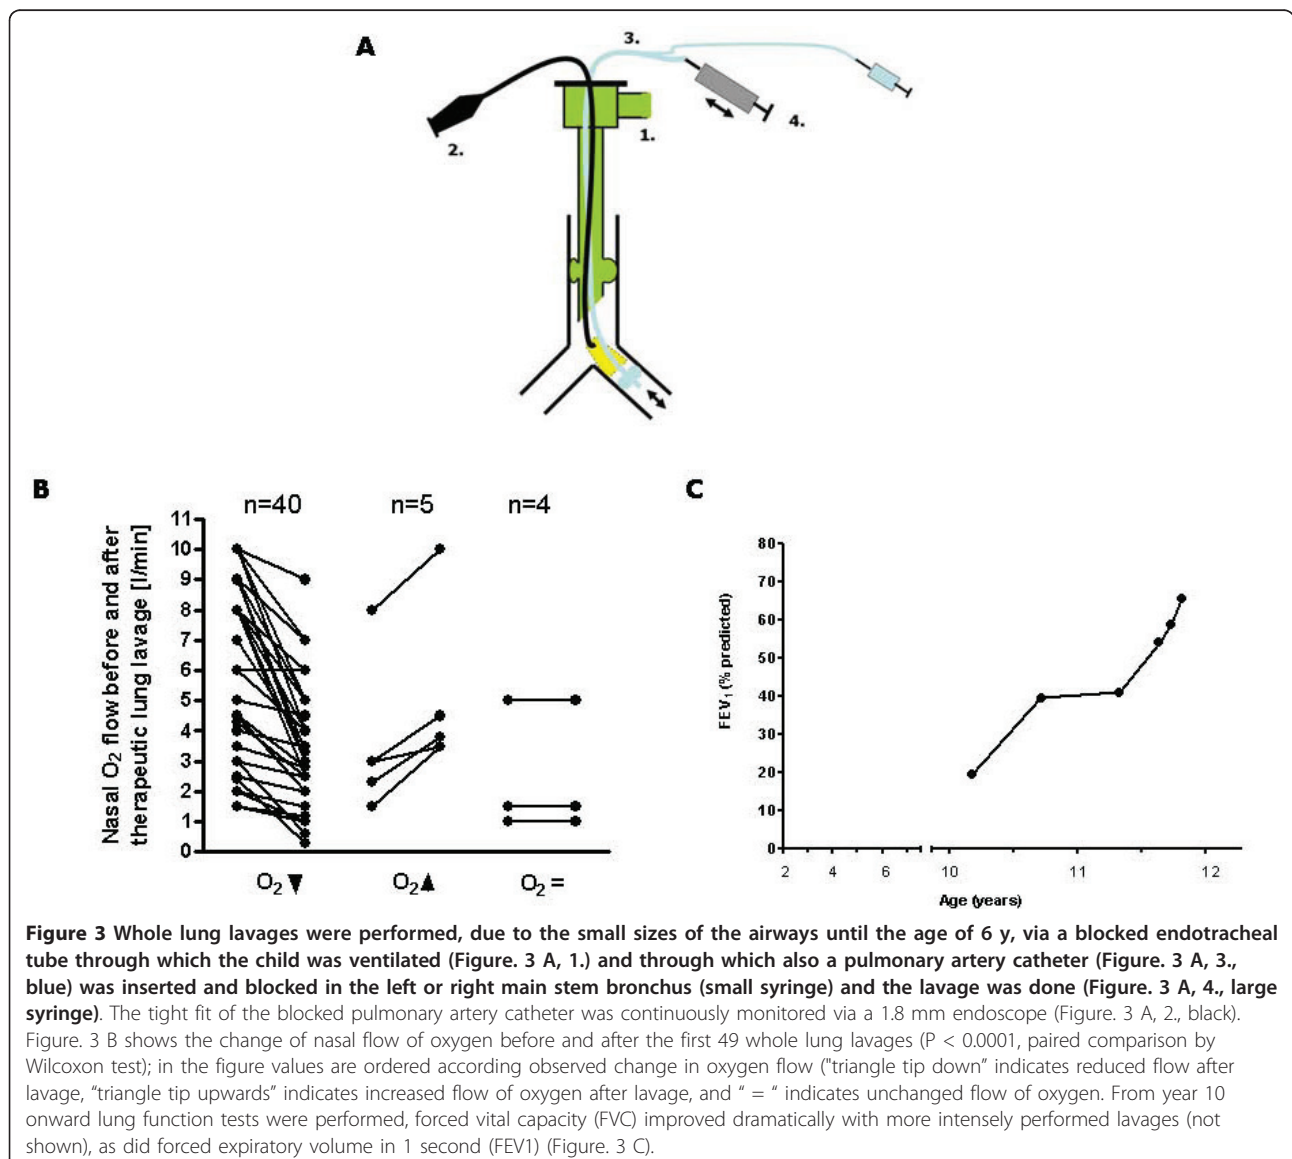 A
3.
4.
1.
2.
B
n=40 n=5 n=4
Nasal O2 flow before and after
therapeutic lung lavage [l/min]
11
10
9
8
7
6
5
4
3
2
1
0
O2▼ O2▲ O2 =
C
FEV1 (% predicted)
80
70
60
50
40
30
20
10
0
2 4 6 10 11 12
Age (years)
Figure 3 Whole lung lavages were performed, due to the small sizes of the airways until the age of 6 y, via a blocked endotracheal
tube through which the child was ventilated (Figure. 3 A, 1.) and through which also a pulmonary artery catheter (Figure. 3 A, 3.,
blue) was inserted and blocked in the left or right main stem bronchus (small syringe) and the lavage was done (Figure. 3 A, 4., large
syringe). The tight fit of the blocked pulmonary artery catheter was continuously monitored via a 1.8 mm endoscope (Figure. 3 A, 2., black).
Figure. 3 B shows the change of nasal flow of oxygen before and after the first 49 whole lung lavages (P < 0.0001, paired comparison by
Wilcoxon test); in the figure values are ordered according observed change in oxygen flow ("triangle tip down" indicates reduced flow after
lavage, "triangle tip upwards" indicates increased flow of oxygen after lavage, and " = " indicates unchanged flow of oxygen. From year 10
onward lung function tests were performed, forced vital capacity (FVC) improved dramatically with more intensely performed lavages (not
shown), as did forced expiratory volume in 1 second (FEV1) (Figure. 3 C).